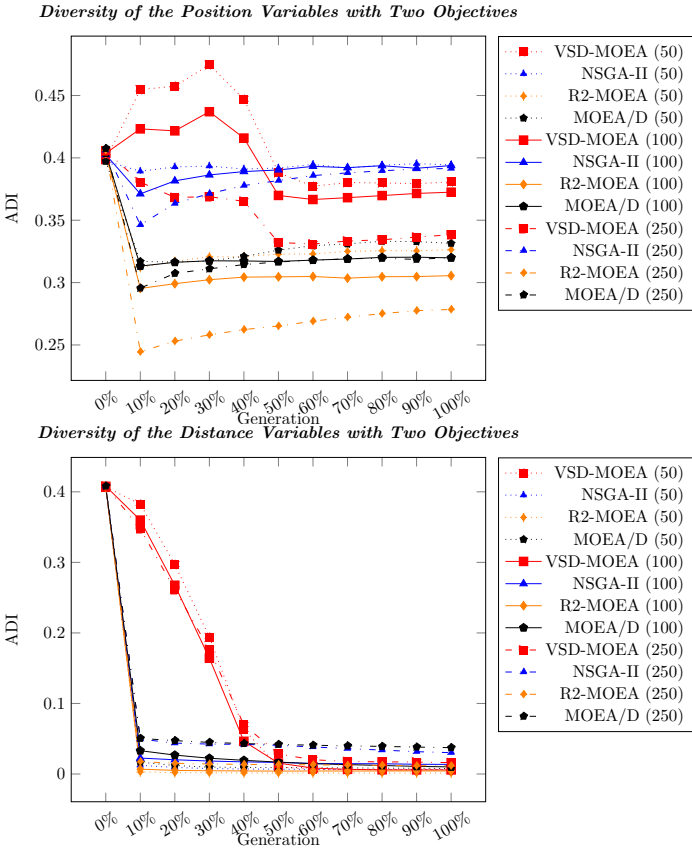 Diversity of the Position Variables with Two Objectives
0.45
0.4
0.35
0.3
0.25
ADI
0%
10%
20%
30%
40%
50%
60%
70%
80%
90%
100%
Generation
VSD-MOEA (50)
NSGA-II (50)
R2-MOEA (50)
MOEA/D (50)
VSD-MOEA (100)
NSGA-II (100)
R2-MOEA (100)
MOEA/D (100)
VSD-MOEA (250)
NSGA-II (250)
R2-MOEA (250)
MOEA/D (250)
Diversity of the Distance Variables with Two Objectives
0.4
0.3
0.2
0.1
0
ADI
0%
10%
20%
30%
40%
50%
60%
70%
80%
90%
100%
Generation
VSD-MOEA (50)
NSGA-II (50)
R2-MOEA (50)
MOEA/D (50)
VSD-MOEA (100)
NSGA-II (100)
R2-MOEA (100)
MOEA/D (100)
VSD-MOEA (250)
NSGA-II (250)
R2-MOEA (250)
MOEA/D (250)